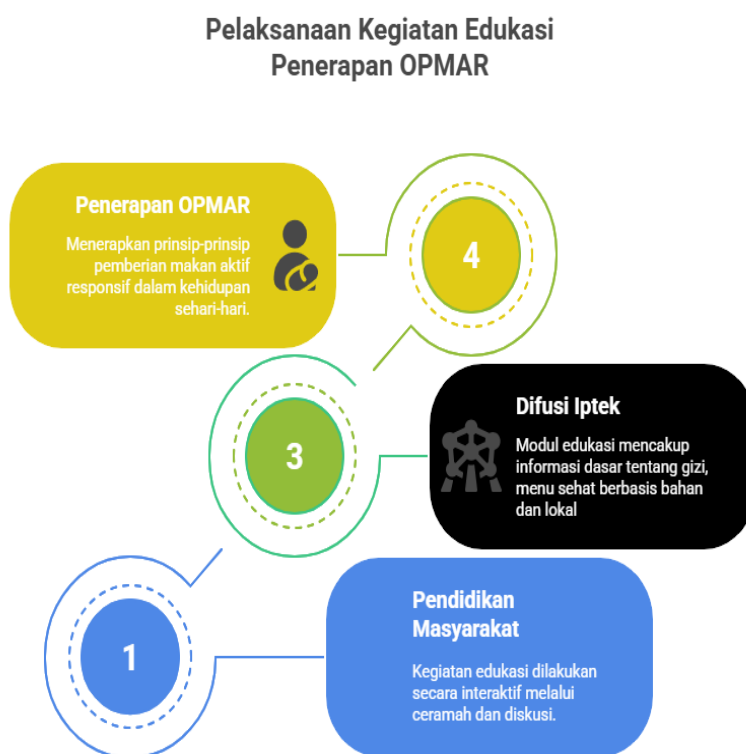 Pelaksanaan Kegiatan Edukasi
Penerapan OPMAR
Penerapan OPMAR
Menerapkan prinsip-prinsip
pemberian makan aktif
responsif dalam kehidupan
sehari-hari.
4
Difusi Iptek
Modul edukasi mencakup
informasi dasar tentang gizi,
menu sehat berbasis bahan
dan lokal
3
Pendidikan
Masyarakat
Kegiatan edukasi dilakukan
secara interaktif melalui
ceramah dan diskusi.
1